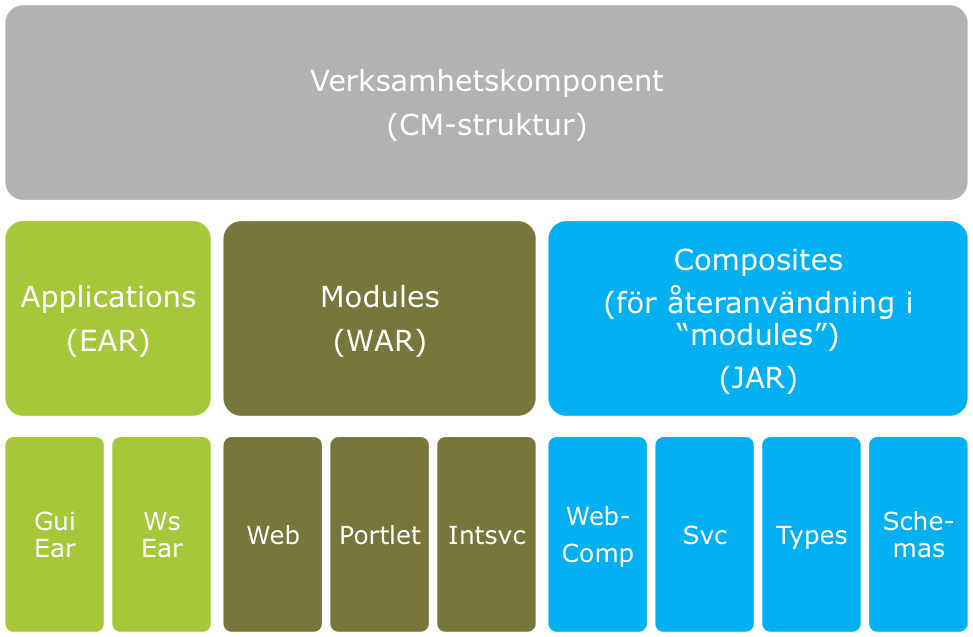 Verksamhetskomponent
(CM-struktur)
Applications
(EAR)
Modules
(WAR)
Composites
(för återanvändning i
“modules”)
(JAR)
Gui
Ear
Ws
Ear
Web
Portlet
Intsvc
Web-
Comp
Svc
Types
Sche-
mas